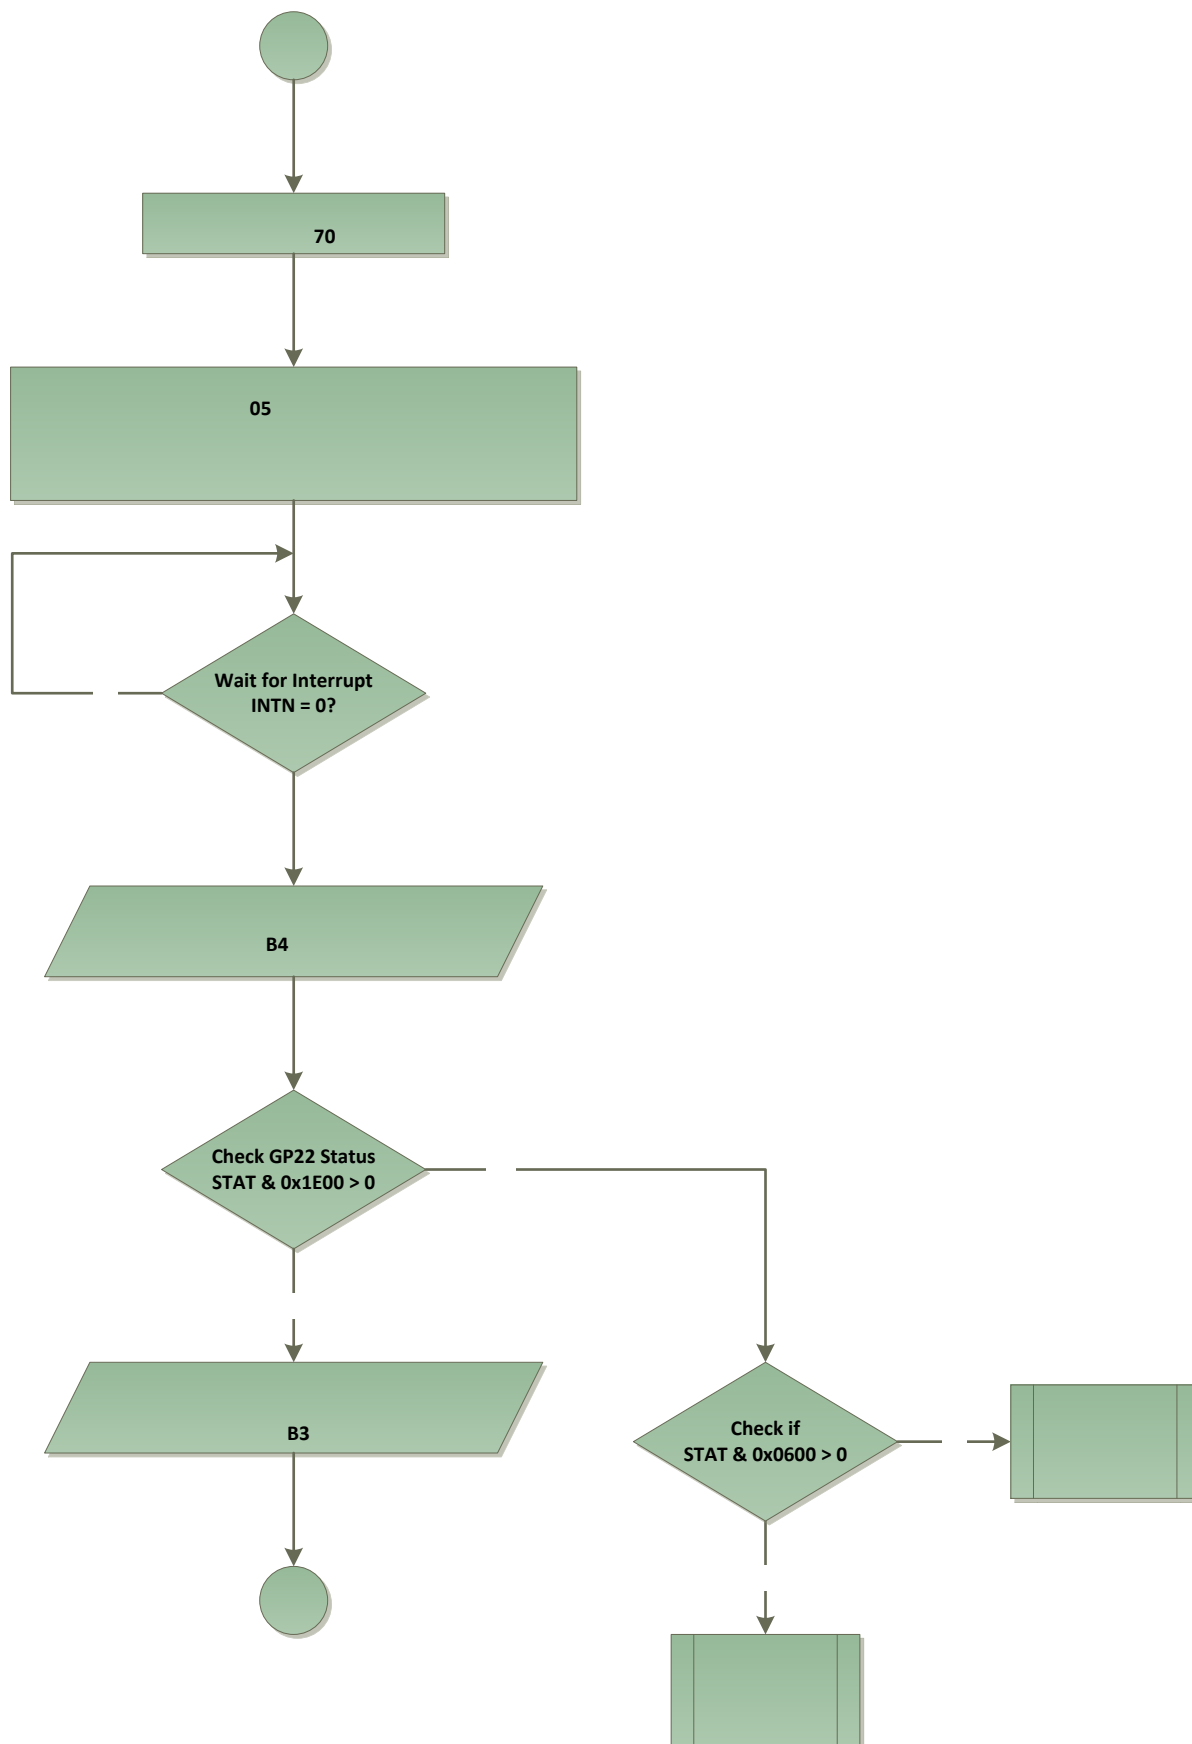 70
05
Wait for Interrupt
INTN = 0?
B4
Check GP22 Status
STAT & 0x1E00 > 0
B3
Check if
STAT & 0x0600 > 0